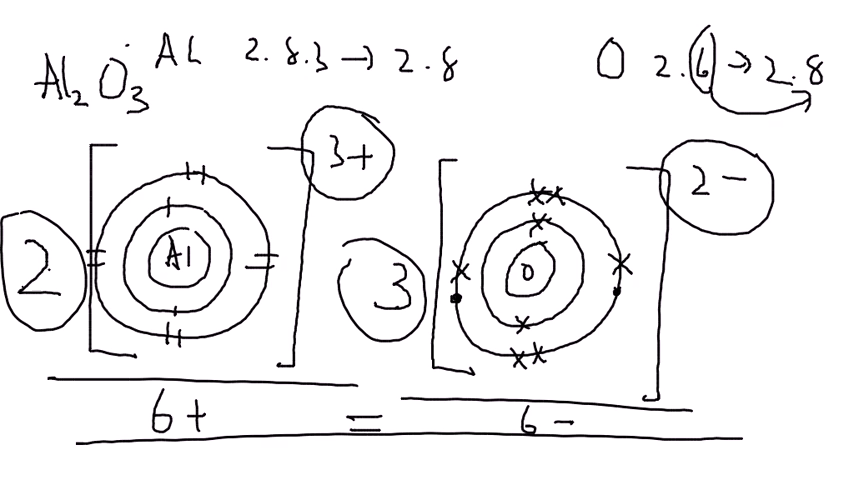 Al₂O₃ Al 2.8.3 → 2.8 O 2.6 → 2.8
2 Al 3+ 3 O 2-
6+ = 6-